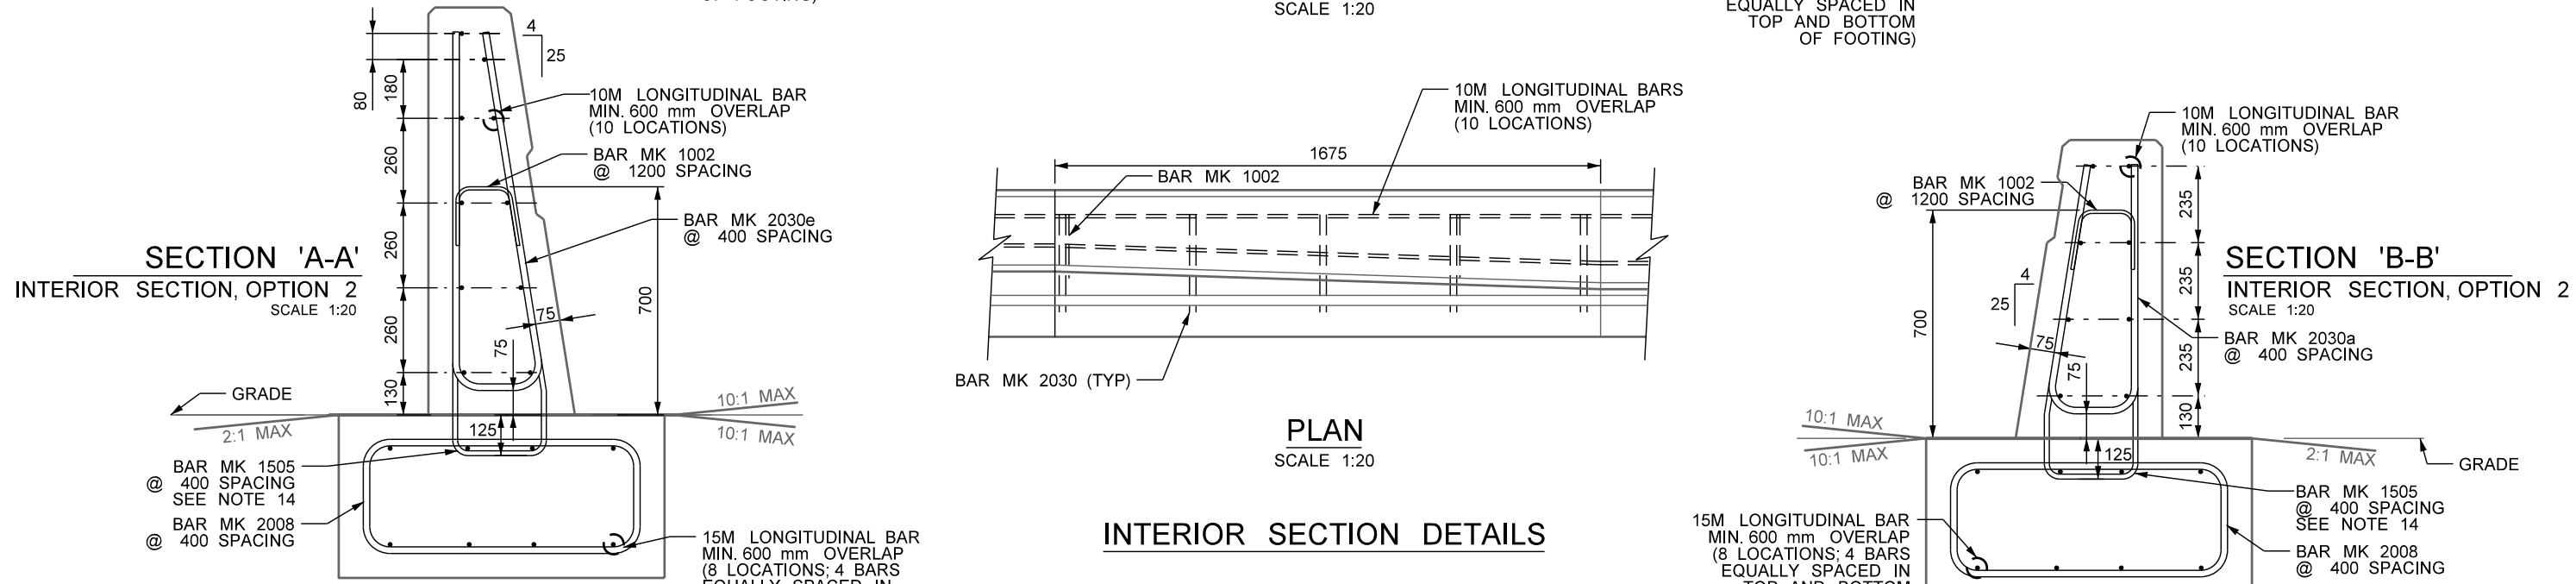 OF FOOTING)
4
25
80
180
260
260
260
130
10M LONGITUDINAL BAR
MIN. 600 mm OVERLAP
(10 LOCATIONS)
BAR MK 1002
@ 1200 SPACING
BAR MK 2030e
@ 400 SPACING
700
75
75
125
SECTION 'A-A'
INTERIOR SECTION, OPTION 2
SCALE 1:20
GRADE
2:1 MAX
10:1 MAX
10:1 MAX
BAR MK 1505
@ 400 SPACING
SEE NOTE 14
BAR MK 2008
@ 400 SPACING
15M LONGITUDINAL BAR
MIN. 600 mm OVERLAP
(8 LOCATIONS; 4 BARS
EQUALLY SPACED IN
SCALE 1:20
10M LONGITUDINAL BARS
MIN. 600 mm OVERLAP
(10 LOCATIONS)
1675
BAR MK 1002
BAR MK 2030 (TYP)
PLAN
SCALE 1:20
INTERIOR SECTION DETAILS
EQUALLY SPACED IN
TOP AND BOTTOM
OF FOOTING)
10M LONGITUDINAL BAR
MIN. 600 mm OVERLAP
(10 LOCATIONS)
BAR MK 1002
@ 1200 SPACING
4
25
700
75
75
125
235
235
235
130
SECTION 'B-B'
INTERIOR SECTION, OPTION 2
SCALE 1:20
BAR MK 2030a
@ 400 SPACING
10:1 MAX
10:1 MAX
2:1 MAX
GRADE
BAR MK 1505
@ 400 SPACING
SEE NOTE 14
BAR MK 2008
@ 400 SPACING
15M LONGITUDINAL BAR
MIN. 600 mm OVERLAP
(8 LOCATIONS; 4 BARS
EQUALLY SPACED IN
TOP AND BOTTOM